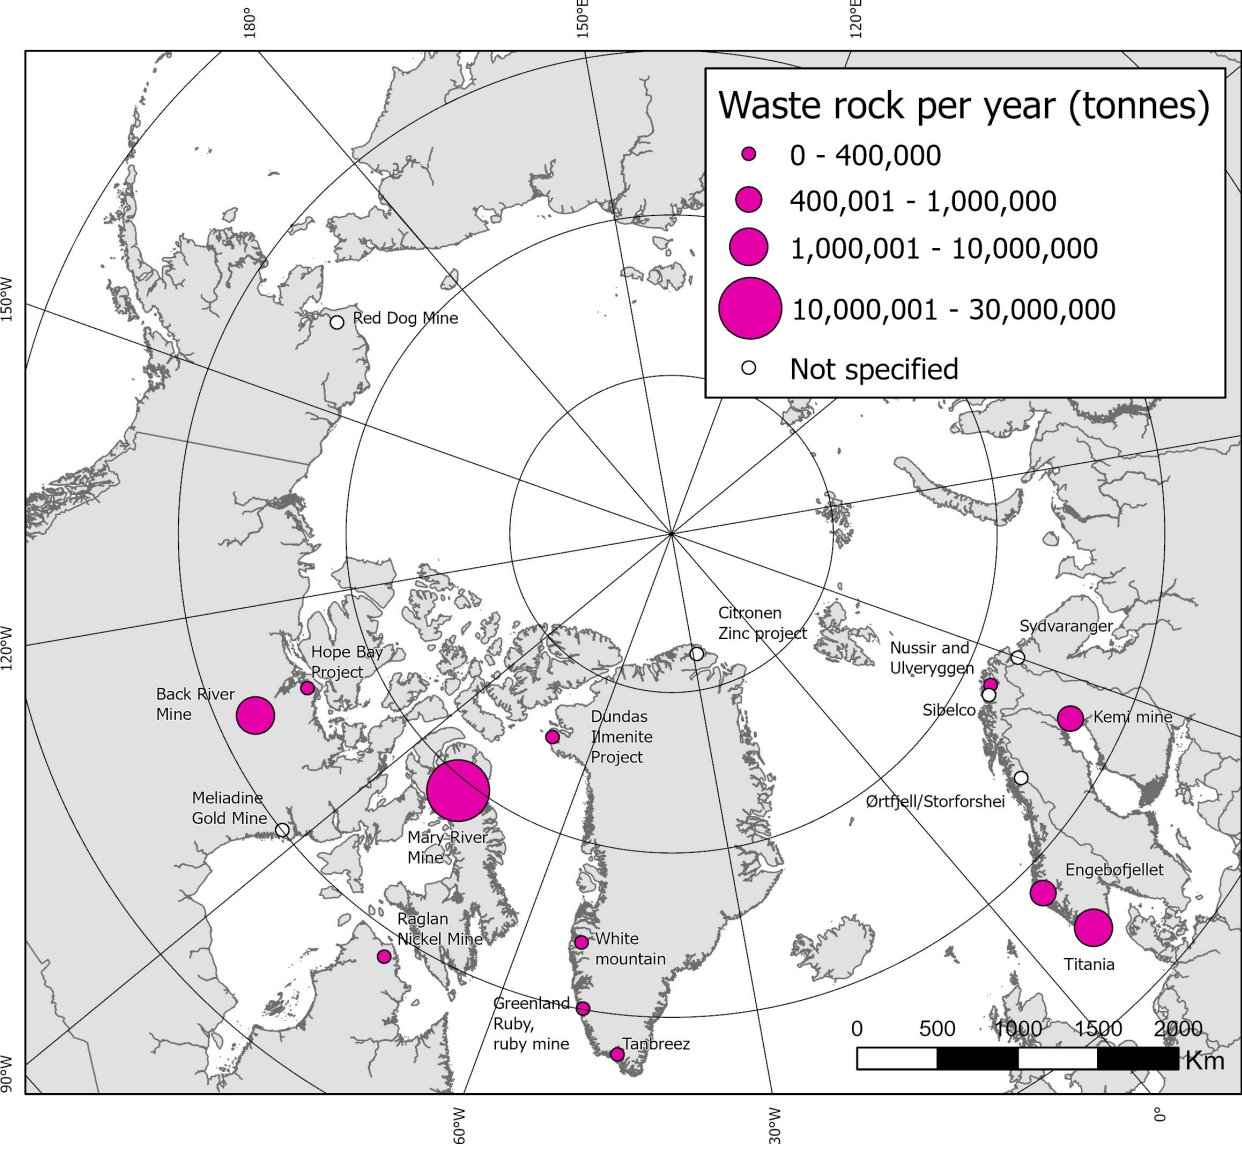 180°
150°E
120°E
Waste rock per year (tonnes)
0 - 400,000
400,001 - 1,000,000
1,000,001 - 10,000,000
10,000,001 - 30,000,000
Not specified
150°W
Red Dog Mine
Citronen
Zinc project
Sydvaranger
120°W
Hope Bay
Project
Nussir and
Ulveryggen
Back River
Mine
Sibelco
Dundas
Ilmenite
Project
Kemi mine
Meliadine
Gold Mine
Ørtfjell/Storforshei
Mary River
Mine
Engebøfjellet
Raglan
Nickel Mine
White
mountain
Titania
Greenland
Ruby,
ruby mine
Tanbreez
0 500 1000 1500 2000
Km
90°W
60°W
30°W
0°